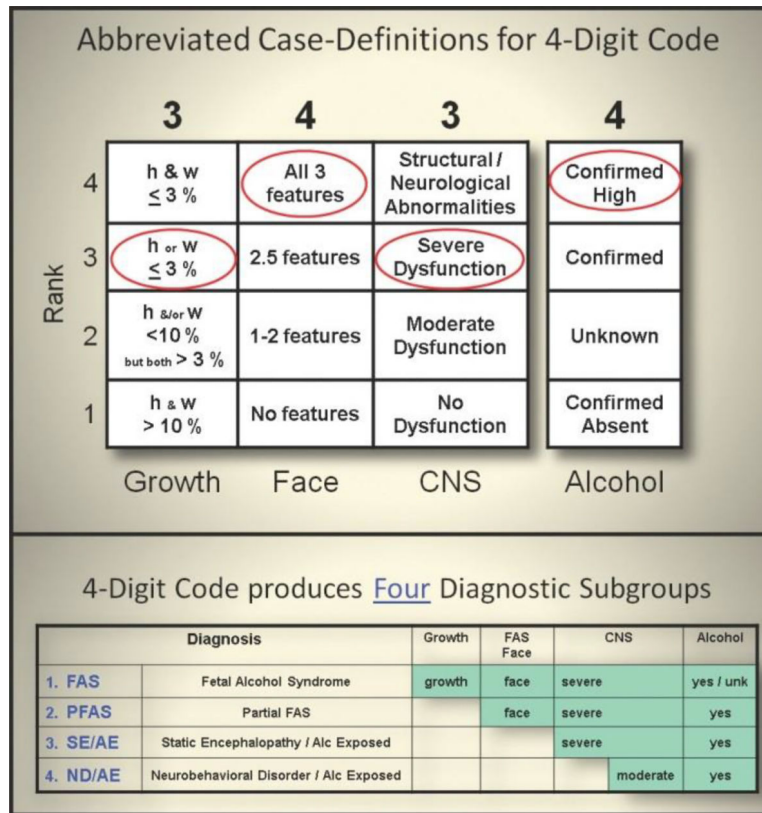 Abbreviated Case-Definitions for 4-Digit Code
3 4 3 4
Rank
4
h & w
≤ 3 %
All 3
features
Structural /
Neurological
Abnormalities
Confirmed
High
3
h or w
≤ 3 %
2.5 features
Severe
Dysfunction
Confirmed
2
h &/or w
<10 %
but both > 3 %
1-2 features
Moderate
Dysfunction
Unknown
1
h & w
> 10 %
No features
No
Dysfunction
Confirmed
Absent
Growth Face CNS Alcohol
4-Digit Code produces Four Diagnostic Subgroups
Diagnosis Growth FAS Face CNS Alcohol
1. FAS Fetal Alcohol Syndrome growth face severe yes / unk
2. PFAS Partial FAS face severe yes
3. SE/AE Static Encephalopathy / Alc Exposed severe yes
4. ND/AE Neurobehavioral Disorder / Alc Exposed moderate yes